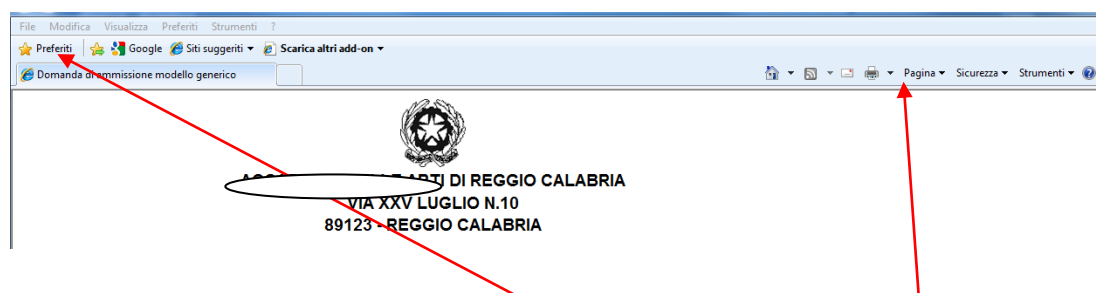 File Modifica Visualizza Preferiti Strumenti ?
Preferiti Google Siti suggeriti Scarica altri add-on
Domanda di ammissione modello generico Pagina Sicurezza Strumenti
ARTI DI REGGIO CALABRIA
VIA XXV LUGLIO N.10
89123 - REGGIO CALABRIA